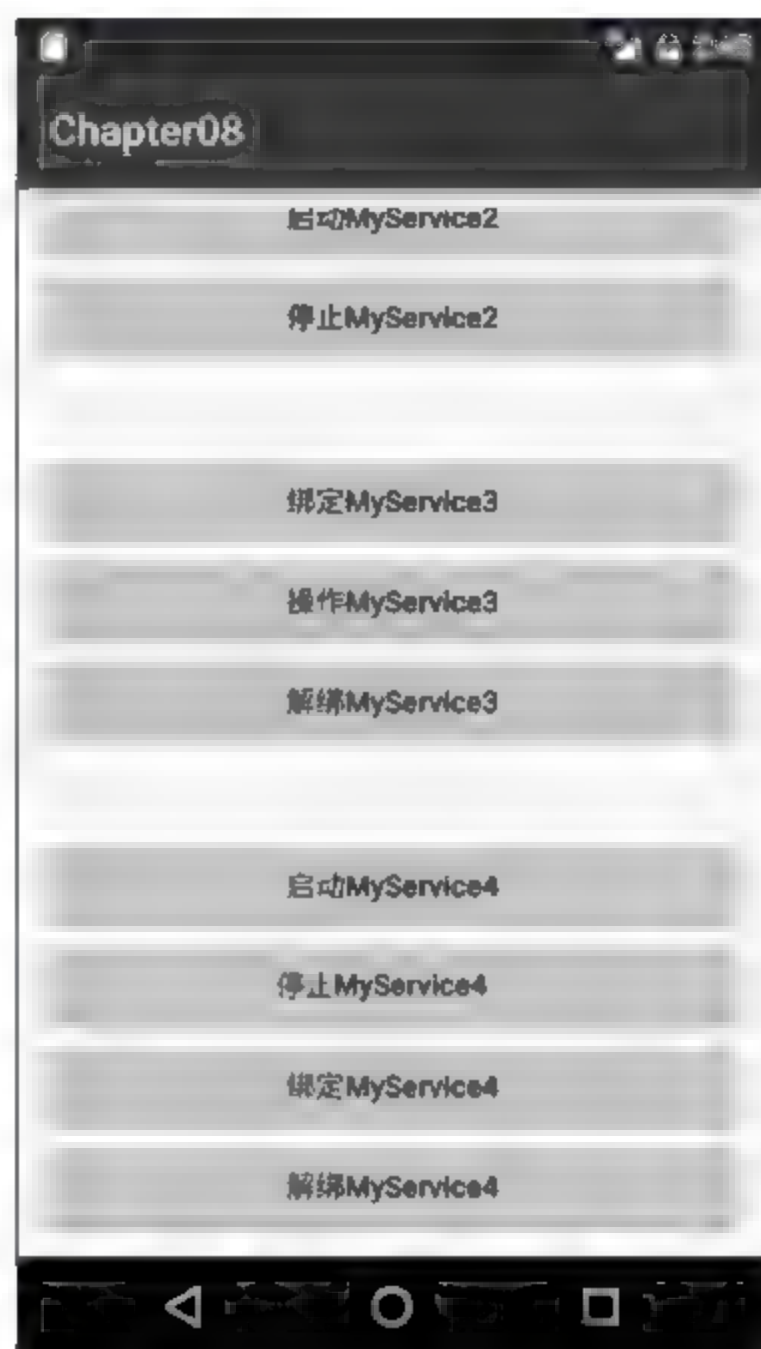 Chapter08
启动MyService2
停止MyService2
绑定MyService3
操作MyService3
解绑MyService3
启动MyService4
停止MyService4
绑定MyService4
解绑MyService4